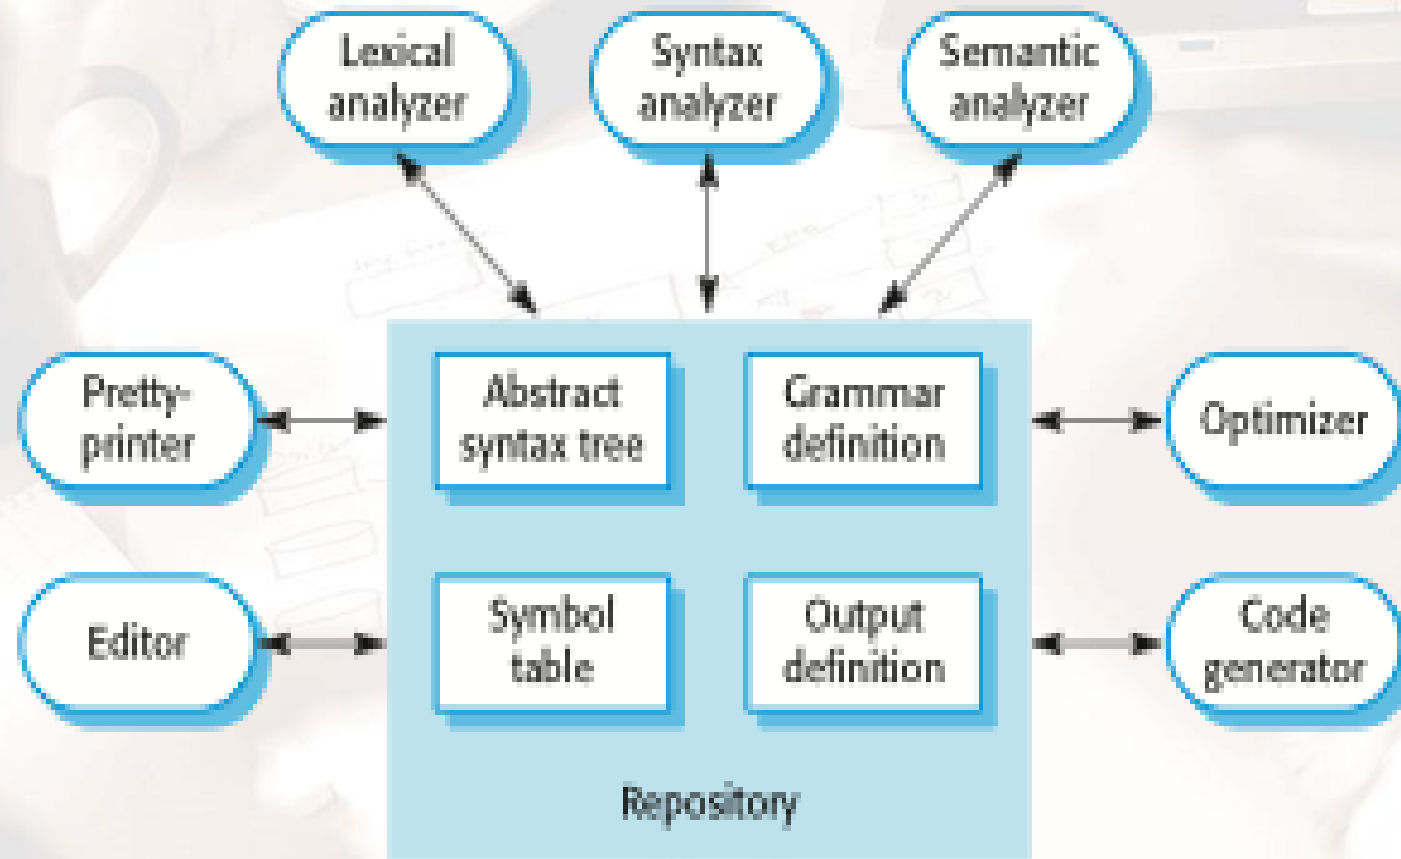 Lexical
analyzer
Syntax
analyzer
Semantic
analyzer
Pretty-
printer
Abstract
syntax tree
Grammar
definition
Optimizer
Editor
Symbol
table
Output
definition
Code
generator
Repository